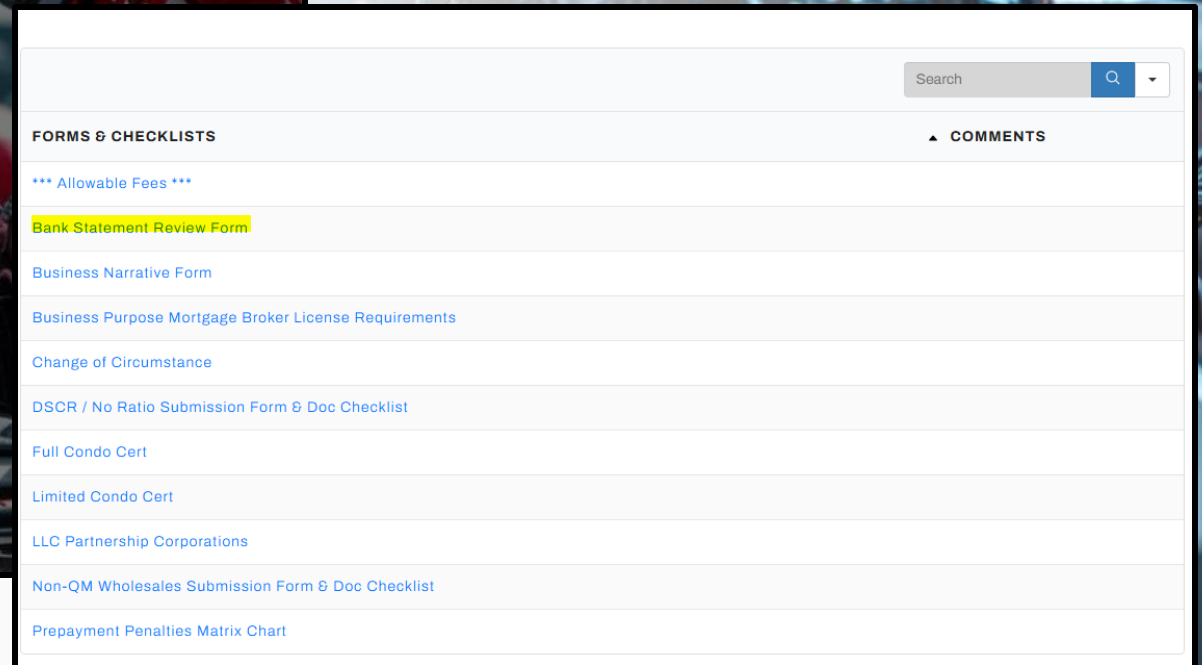 Search
FORMS & CHECKLISTS COMMENTS
*** Allowable Fees ***
Bank Statement Review Form
Business Narrative Form
Business Purpose Mortgage Broker License Requirements
Change of Circumstance
DSCR / No Ratio Submission Form & Doc Checklist
Full Condo Cert
Limited Condo Cert
LLC Partnership Corporations
Non-QM Wholesales Submission Form & Doc Checklist
Prepayment Penalties Matrix Chart